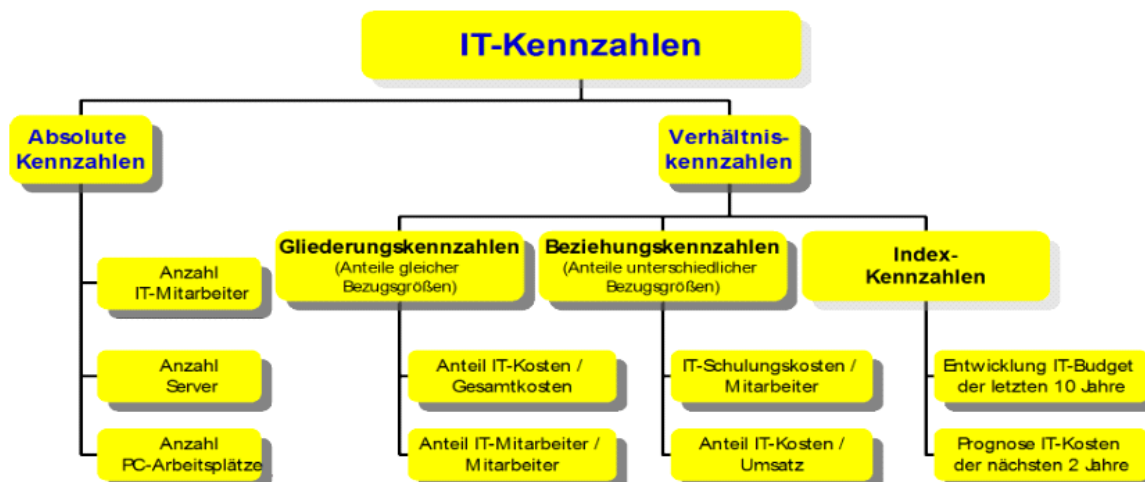 IT-Kennzahlen
Absolute
Kennzahlen
Verhältnis-
kennzahlen
Gliederungskennzahlen
(Anteile gleicher
Bezugsgrößen)
Beziehungskennzahlen
(Anteile unterschiedlicher
Bezugsgrößen)
Index-
Kennzahlen
Anzahl
IT-Mitarbeiter
Anzahl
Server
Anzahl
PC-Arbeitsplätze
Anteil IT-Kosten /
Gesamtkosten
Anteil IT-Mitarbeiter /
Mitarbeiter
IT-Schulungskosten /
Mitarbeiter
Anteil IT-Kosten /
Umsatz
Entwicklung IT-Budget
der letzten 10 Jahre
Prognose IT-Kosten
der nächsten 2 Jahre